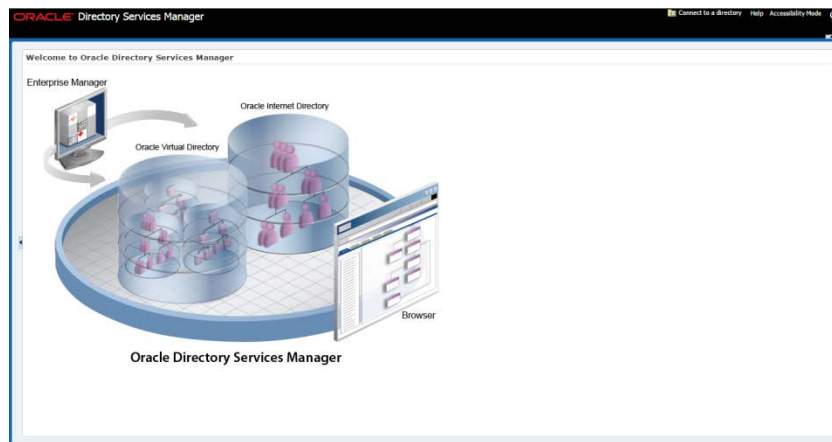 ORACLE Directory Services Manager
Connect to a directory Help Accessibility Mode
Welcome to Oracle Directory Services Manager
Enterprise Manager
Oracle Internet Directory
Oracle Virtual Directory
Browser
Oracle Directory Services Manager